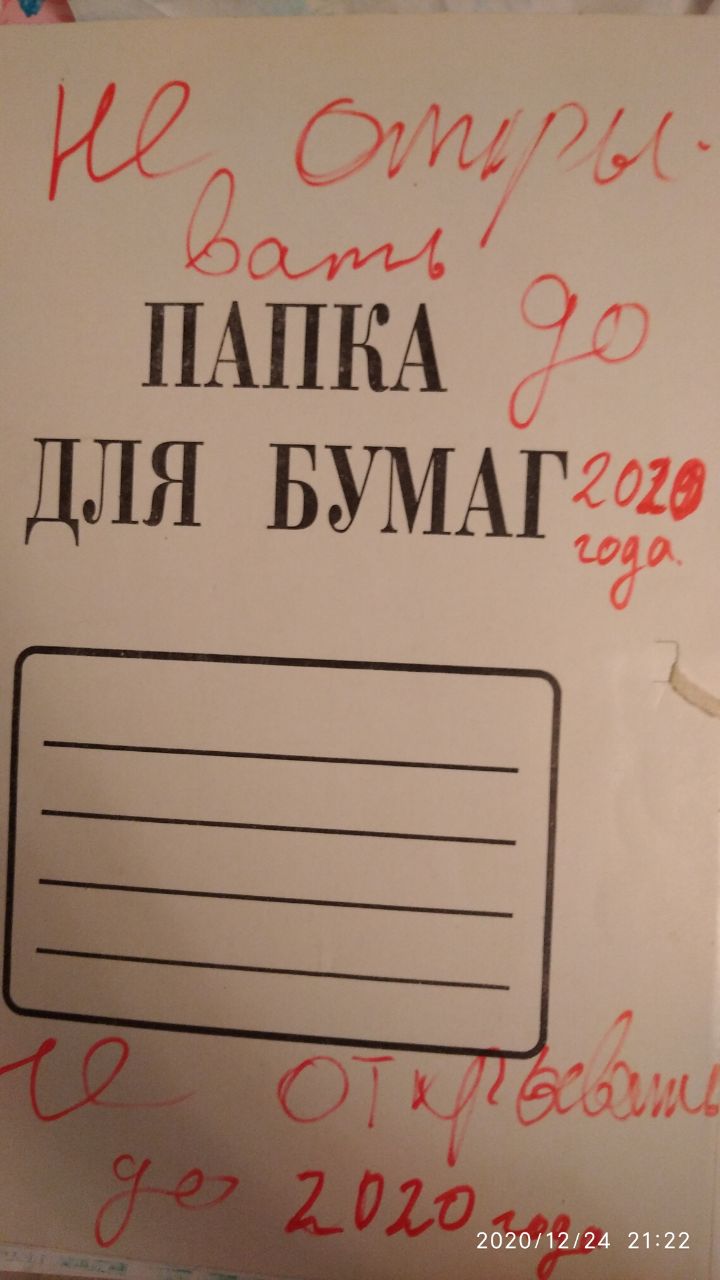 Не откры-
вать
ПАПКА до
ДЛЯ БУМАГ 2020
года.
Не открывать
до 2020 года
2020/12/24 21:22